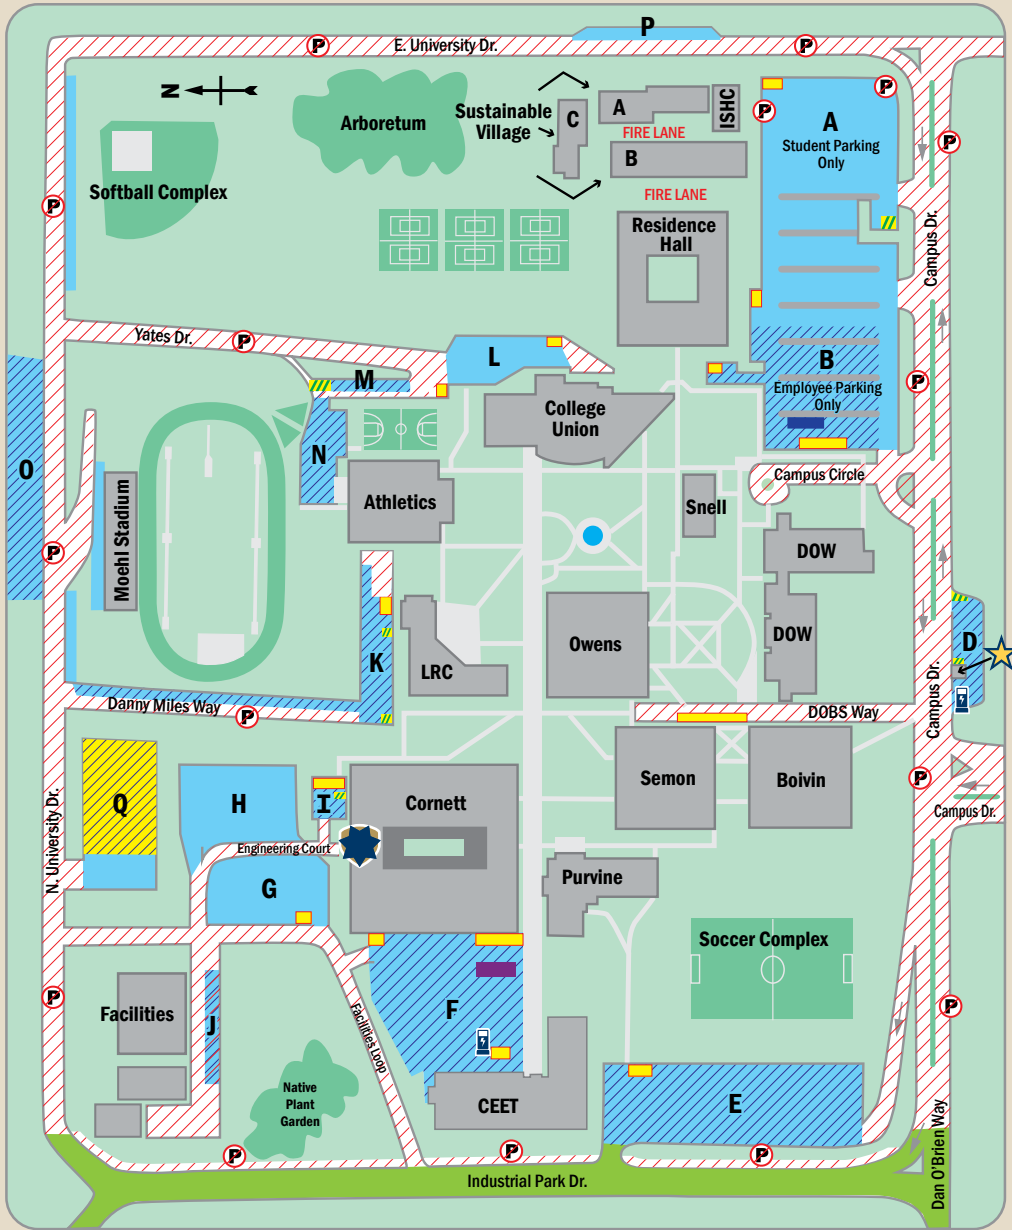 P
E. University Dr.
P
P
P
N
Arboretum
Sustainable
Village
C
A
ISHC
FIRE LANE
B
FIRE LANE
P
A
Student Parking
Only
P
Softball Complex
P
Residence
Hall
Campus Dr.
Yates Dr.
P
L
M
B
Employee Parking
Only
P
College
Union
O
N
Athletics
Campus Circle
Snell
Moehl Stadium
P
DOW
DOW
D
K
LRC
Owens
Danny Miles Way
P
DOBS Way
Campus Dr.
Q
H
I
Cornett
Semon
Boivin
P
Campus Dr.
N. University Dr.
Engineering Court
G
Purvine
Soccer Complex
P
Facilities
J
F
P
Facilities Loop
Native
Plant
Garden
CEET
E
P
P
P
Industrial Park Dr.
Dan O'Brien Way